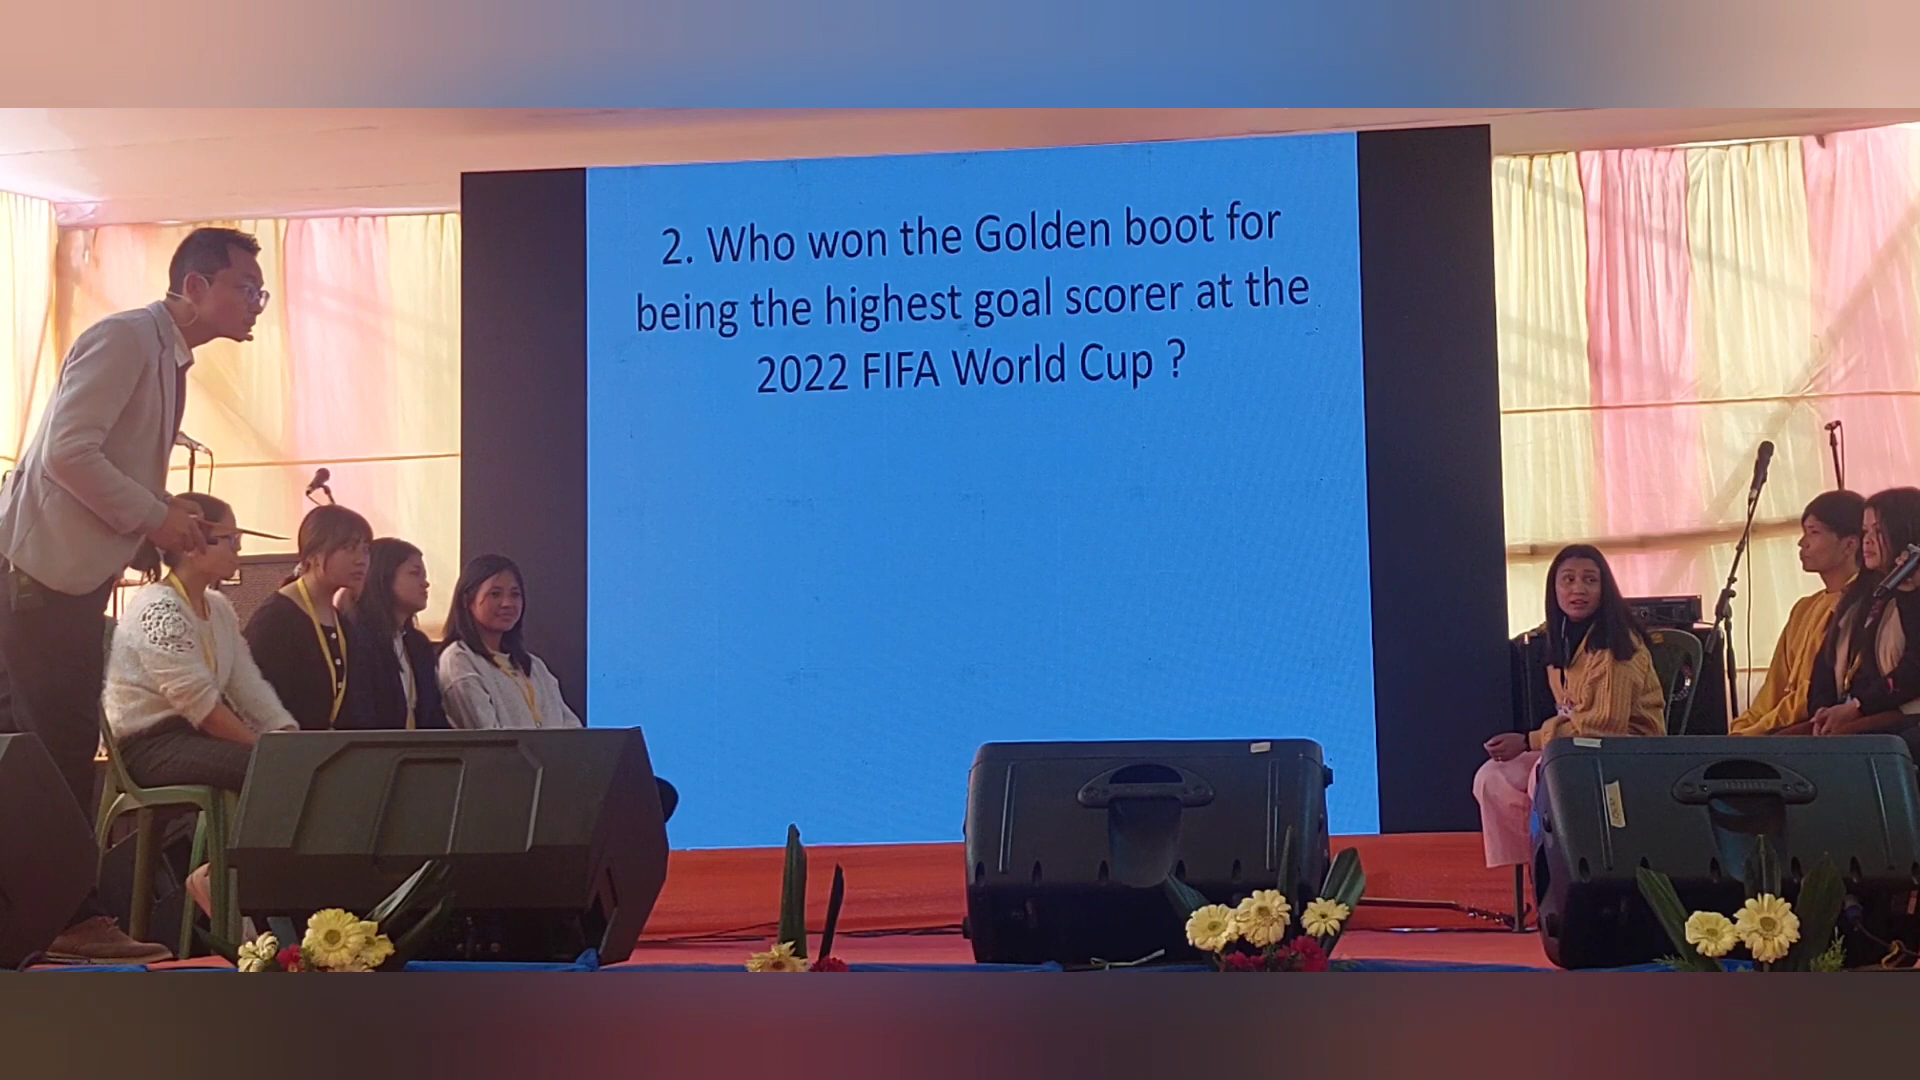 2. Who won the Golden boot for
being the highest goal scorer at the
2022 FIFA World Cup ?